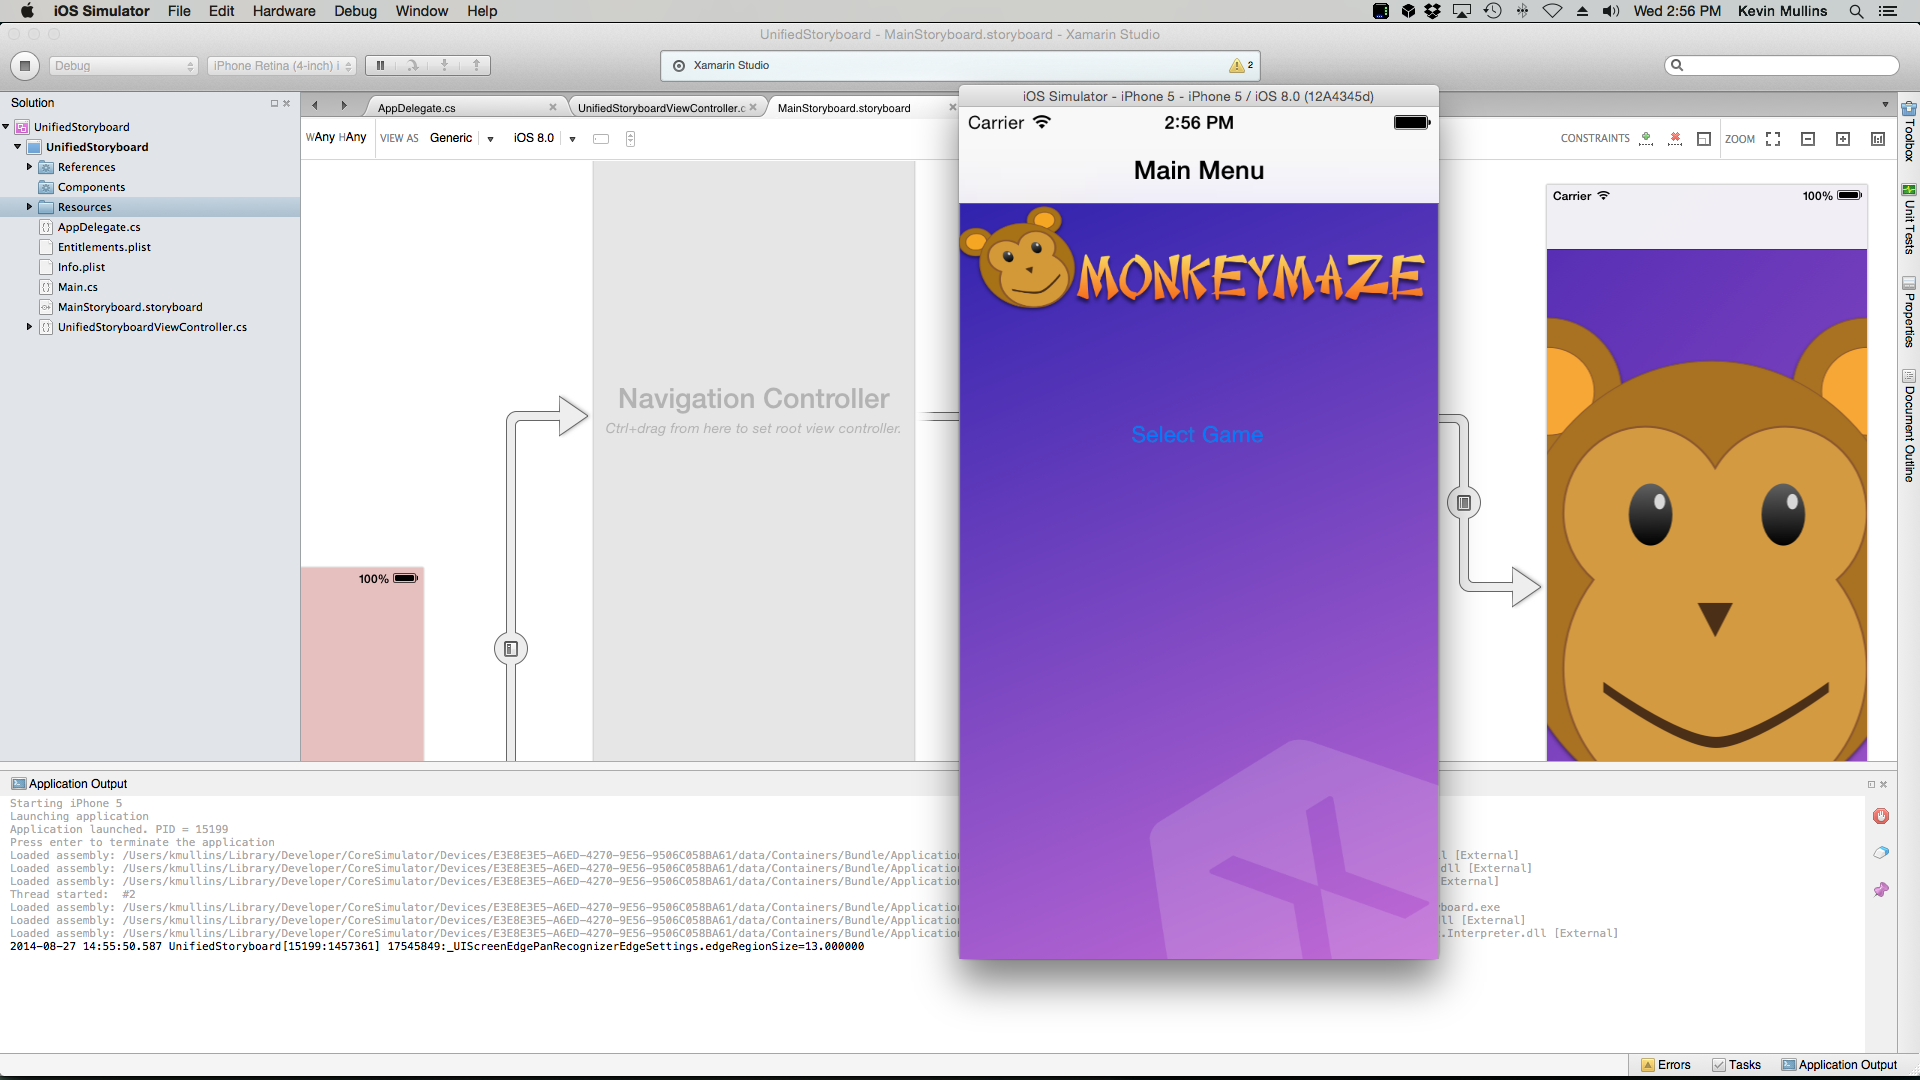 iOS Simulator File Edit Hardware Debug Window Help
Wed 2:56 PM Kevin Mullins
UnifiedStoryboard - MainStoryboard.storyboard - Xamarin Studio
Debug
iPhone Retina (4-inch) i
Xamarin Studio
2
Solution
UnifiedStoryboard
UnifiedStoryboard
References
Components
Resources
AppDelegate.cs
Entitlements.plist
Info.plist
Main.cs
MainStoryboard.storyboard
UnifiedStoryboardViewController.cs
AppDelegate.cs
UnifiedStoryboardViewController.c
MainStoryboard.storyboard
wAny hAny
VIEW AS Generic
iOS 8.0
CONSTRAINTS
ZOOM
Navigation Controller
Ctrl+drag from here to set root view controller.
100%
iOS Simulator - iPhone 5 - iPhone 5 / iOS 8.0 (12A4345d)
Carrier 2:56 PM
Main Menu
MONKEYMAZE
Select Game
Carrier 100%
Toolbox
Unit Tests
Properties
Document Outline
Application Output
Starting iPhone 5
Launching application
Application launched. PID = 15199
Press enter to terminate the application
Loaded assembly: /Users/kmullins/Library/Developer/CoreSimulator/Devices/E3E8E3E5-A6ED-4270-9E56-9506C058BA61/data/Containers/Bundle/Application l [External]
Loaded assembly: /Users/kmullins/Library/Developer/CoreSimulator/Devices/E3E8E3E5-A6ED-4270-9E56-9506C058BA61/data/Containers/Bundle/Application dll [External]
Loaded assembly: /Users/kmullins/Library/Developer/CoreSimulator/Devices/E3E8E3E5-A6ED-4270-9E56-9506C058BA61/data/Containers/Bundle/Application External]
Thread started: #2
Loaded assembly: /Users/kmullins/Library/Developer/CoreSimulator/Devices/E3E8E3E5-A6ED-4270-9E56-9506C058BA61/data/Containers/Bundle/Application yboard.exe
Loaded assembly: /Users/kmullins/Library/Developer/CoreSimulator/Devices/E3E8E3E5-A6ED-4270-9E56-9506C058BA61/data/Containers/Bundle/Application ll [External]
Loaded assembly: /Users/kmullins/Library/Developer/CoreSimulator/Devices/E3E8E3E5-A6ED-4270-9E56-9506C058BA61/data/Containers/Bundle/Application .Interpreter.dll [External]
2014-08-27 14:55:50.587 UnifiedStoryboard[15199:1457361] 17545849:_UIScreenEdgePanRecognizerEdgeSettings.edgeRegionSize=13.000000
Errors Tasks Application Output